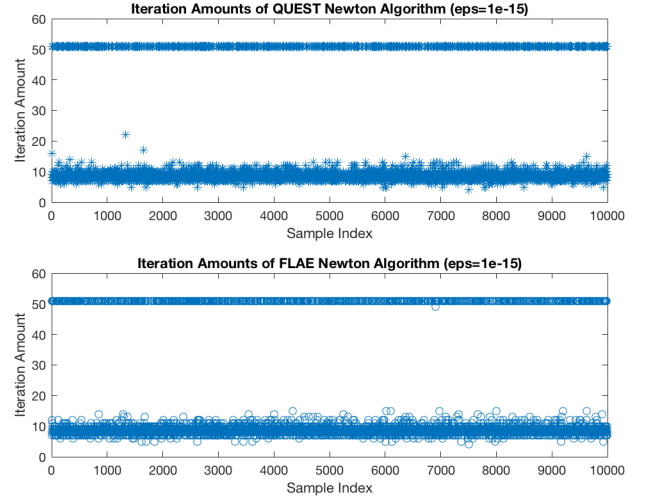 Iteration Amounts of QUEST Newton Algorithm (eps=1e-15)
60
50
40
30
20
10
0
Iteration Amount
0 1000 2000 3000 4000 5000 6000 7000 8000 9000 10000
Sample Index
Iteration Amounts of FLAE Newton Algorithm (eps=1e-15)
60
50
40
30
20
10
0
Iteration Amount
0 1000 2000 3000 4000 5000 6000 7000 8000 9000 10000
Sample Index